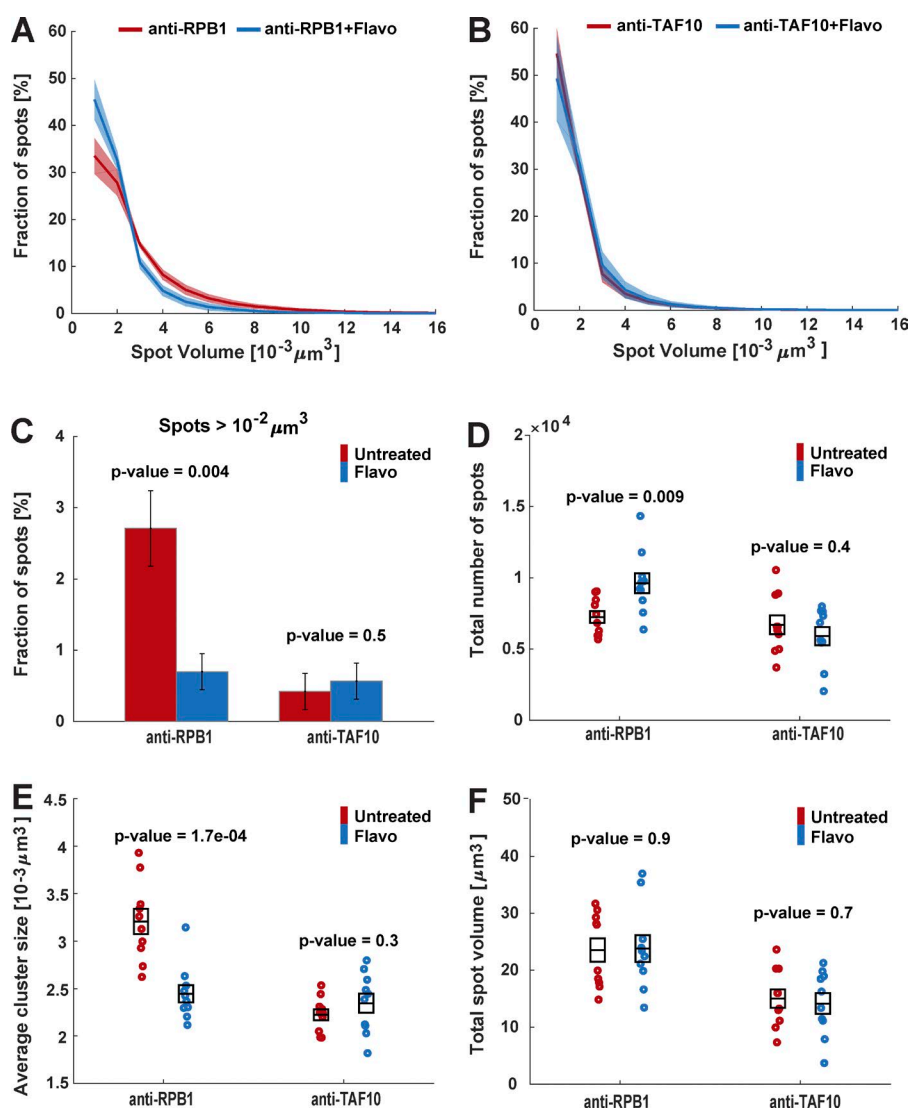 A
anti-RPB1 anti-RPB1+Flavo
Fraction of spots [%]
60
50
40
30
20
10
0
0 2 4 6 8 10 12 14 16
Spot Volume [10-3 μm3]
B
anti-TAF10 anti-TAF10+Flavo
Fraction of spots [%]
60
50
40
30
20
10
0
0 2 4 6 8 10 12 14 16
Spot Volume [10-3 μm3 ]
C
Spots > 10-2 μm3
Untreated
Flavo
p-value = 0.004
p-value = 0.5
Fraction of spots [%]
4
3
2
1
0
anti-RPB1 anti-TAF10
D
×104
Untreated
Flavo
p-value = 0.009
p-value = 0.4
Total number of spots
2
1.5
1
0.5
0
anti-RPB1 anti-TAF10
E
Untreated
Flavo
p-value = 1.7e-04
p-value = 0.3
Average cluster size [10-3μm3]
4.5
4
3.5
3
2.5
2
1.5
anti-RPB1 anti-TAF10
F
Untreated
Flavo
p-value = 0.9
p-value = 0.7
Total spot volume [μm3]
50
40
30
20
10
0
anti-RPB1 anti-TAF10